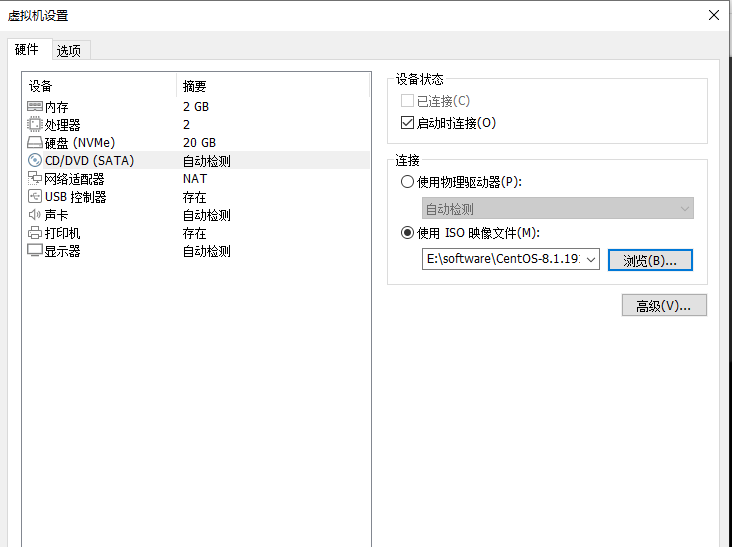 虚拟机设置
硬件 选项
设备 摘要
内存 2 GB
处理器 2
硬盘 (NVMe) 20 GB
CD/DVD (SATA) 自动检测
网络适配器 NAT
USB 控制器 存在
声卡 自动检测
打印机 存在
显示器 自动检测
设备状态
已连接(C)
启动时连接(O)
连接
使用物理驱动器(P):
自动检测
使用 ISO 映像文件(M):
E:\software\CentOS-8.1.19 浏览(B)...
高级(V)...